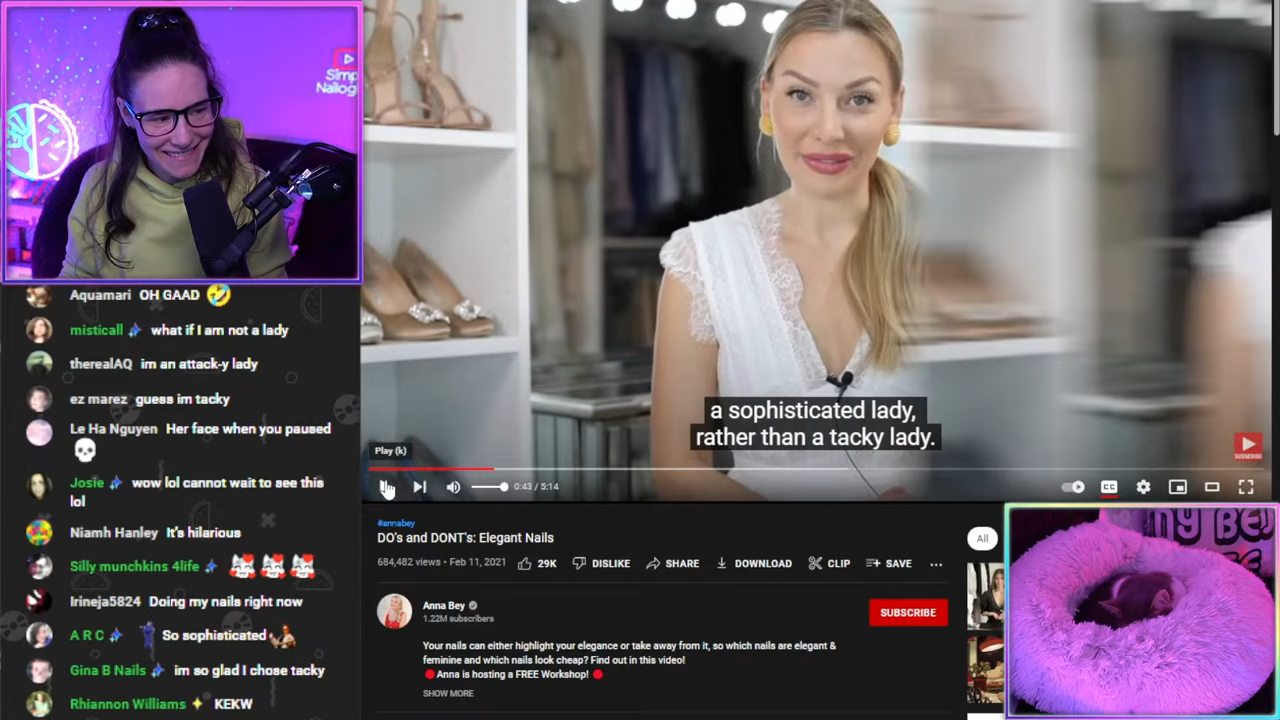 Simp
Nailog
Aquamari OH GAAD
misticall what if I am not a lady
therealAQ im an attack-y lady
ez marez guess im tacky
Le Ha Nguyen Her face when you paused
Josie wow lol cannot wait to see this
lol
Niamh Hanley It's hilarious
Silly munchkins 4life
Irineja5824 Doing my nails right now
A R C So sophisticated
Gina B Nails im so glad I chose tacky
Rhiannon Williams KEKW
a sophisticated lady,
rather than a tacky lady.
Play (k)
SUBSCRIBE
0:43 / 5:14
CC
#annabey
DO's and DONT's: Elegant Nails
684,482 views • Feb 11, 2021
29K DISLIKE SHARE DOWNLOAD CLIP SAVE
All
Anna Bey
1.22M subscribers
SUBSCRIBE
Your nails can either highlight your elegance or take away from it, so which nails are elegant &
feminine and which nails look cheap? Find out in this video!
Anna is hosting a FREE Workshop!
SHOW MORE
MY BE